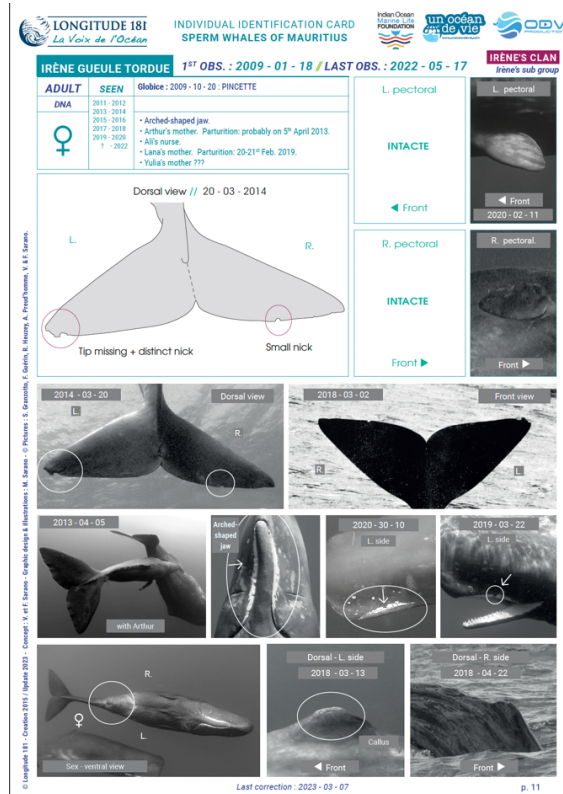 LONGITUDE 181
La Voix de l'Océan
INDIVIDUAL IDENTIFICATION CARD
SPERM WHALES OF MAURITIUS
Indian Ocean
Marine Life
FOUNDATION
un océan
de vie
ODV
PRODUCTION
IRÈNE'S CLAN
Irène's sub group
IRÈNE GUEULE TORDUE
1ST OBS. : 2009 - 01 - 18 // LAST OBS. : 2022 - 05 - 17
ADULT
DNA
♀
SEEN
2011 - 2012
2013 - 2014
2015 - 2016
2017 - 2018
2019 - 2020
? - 2022
Globice : 2009 - 10 - 20 : PINCETTE
• Arched-shaped jaw.
• Arthur's mother. Parturition: probably on 5th April 2013.
• Ali's nurse.
• Lana's mother. Parturition: 20-21st Feb. 2019.
• Yulia's mother ???
L. pectoral
INTACTE
◀ Front
L. pectoral
◀ Front
2020 - 02 - 11
Dorsal view // 20 - 03 - 2014
L.
R.
Tip missing + distinct nick
Small nick
R. pectoral
INTACTE
Front ▶
R. pectoral.
Front ▶
2014 - 03 - 20
Dorsal view
L.
R.
2018 - 03 - 02
Front view
R.
L.
2013 - 04 - 05
with Arthur
Arched-
shaped
jaw
2020 - 30 - 10
L. side
2019 - 03 - 22
L. side
R.
♀
L.
Sex - ventral view
Dorsal - L. side
2018 - 03 - 13
Callus
◀ Front
Dorsal - R. side
2018 - 04 - 22
Front ▶
© Longitude 181 - Creation 2015 / Update 2023 - Concept : V. et F. Sarano - Graphic design & illustrations : M. Sarano - © Pictures : S. Granzotto, F. Guérin, R. Heurey, A. Preud'homme, V. & F. Sarano.
Last correction : 2023 - 03 - 07
p. 11